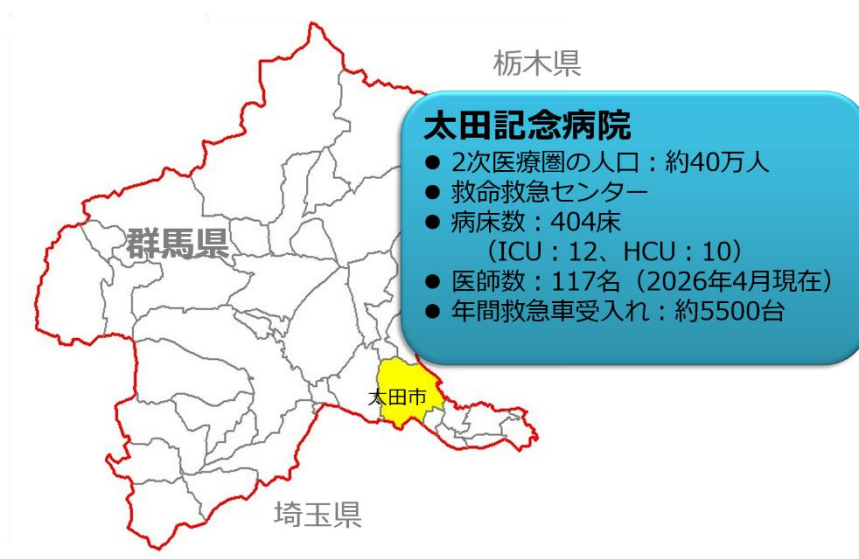 栃木県
太田記念病院
● 2次医療圏の人口：約40万人
● 救命救急センター
● 病床数：404床
（ICU：12、HCU：10）
● 医師数：117名（2026年4月現在）
● 年間救急車受入れ：約5500台
群馬県
太田市
埼玉県